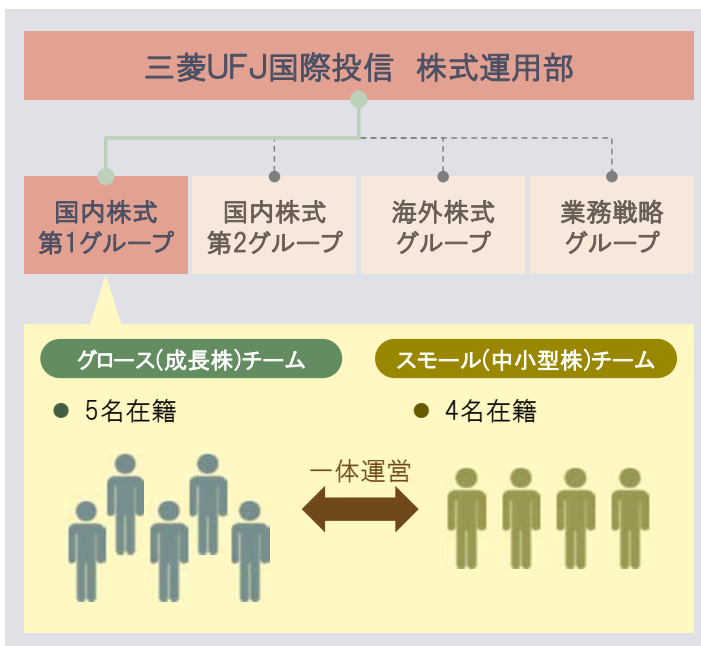 三菱UFJ国際投信　株式運用部
国内株式
第1グループ
国内株式
第2グループ
海外株式
グループ
業務戦略
グループ
グロース(成長株)チーム
スモール(中小型株)チーム
5名在籍
4名在籍
一体運営